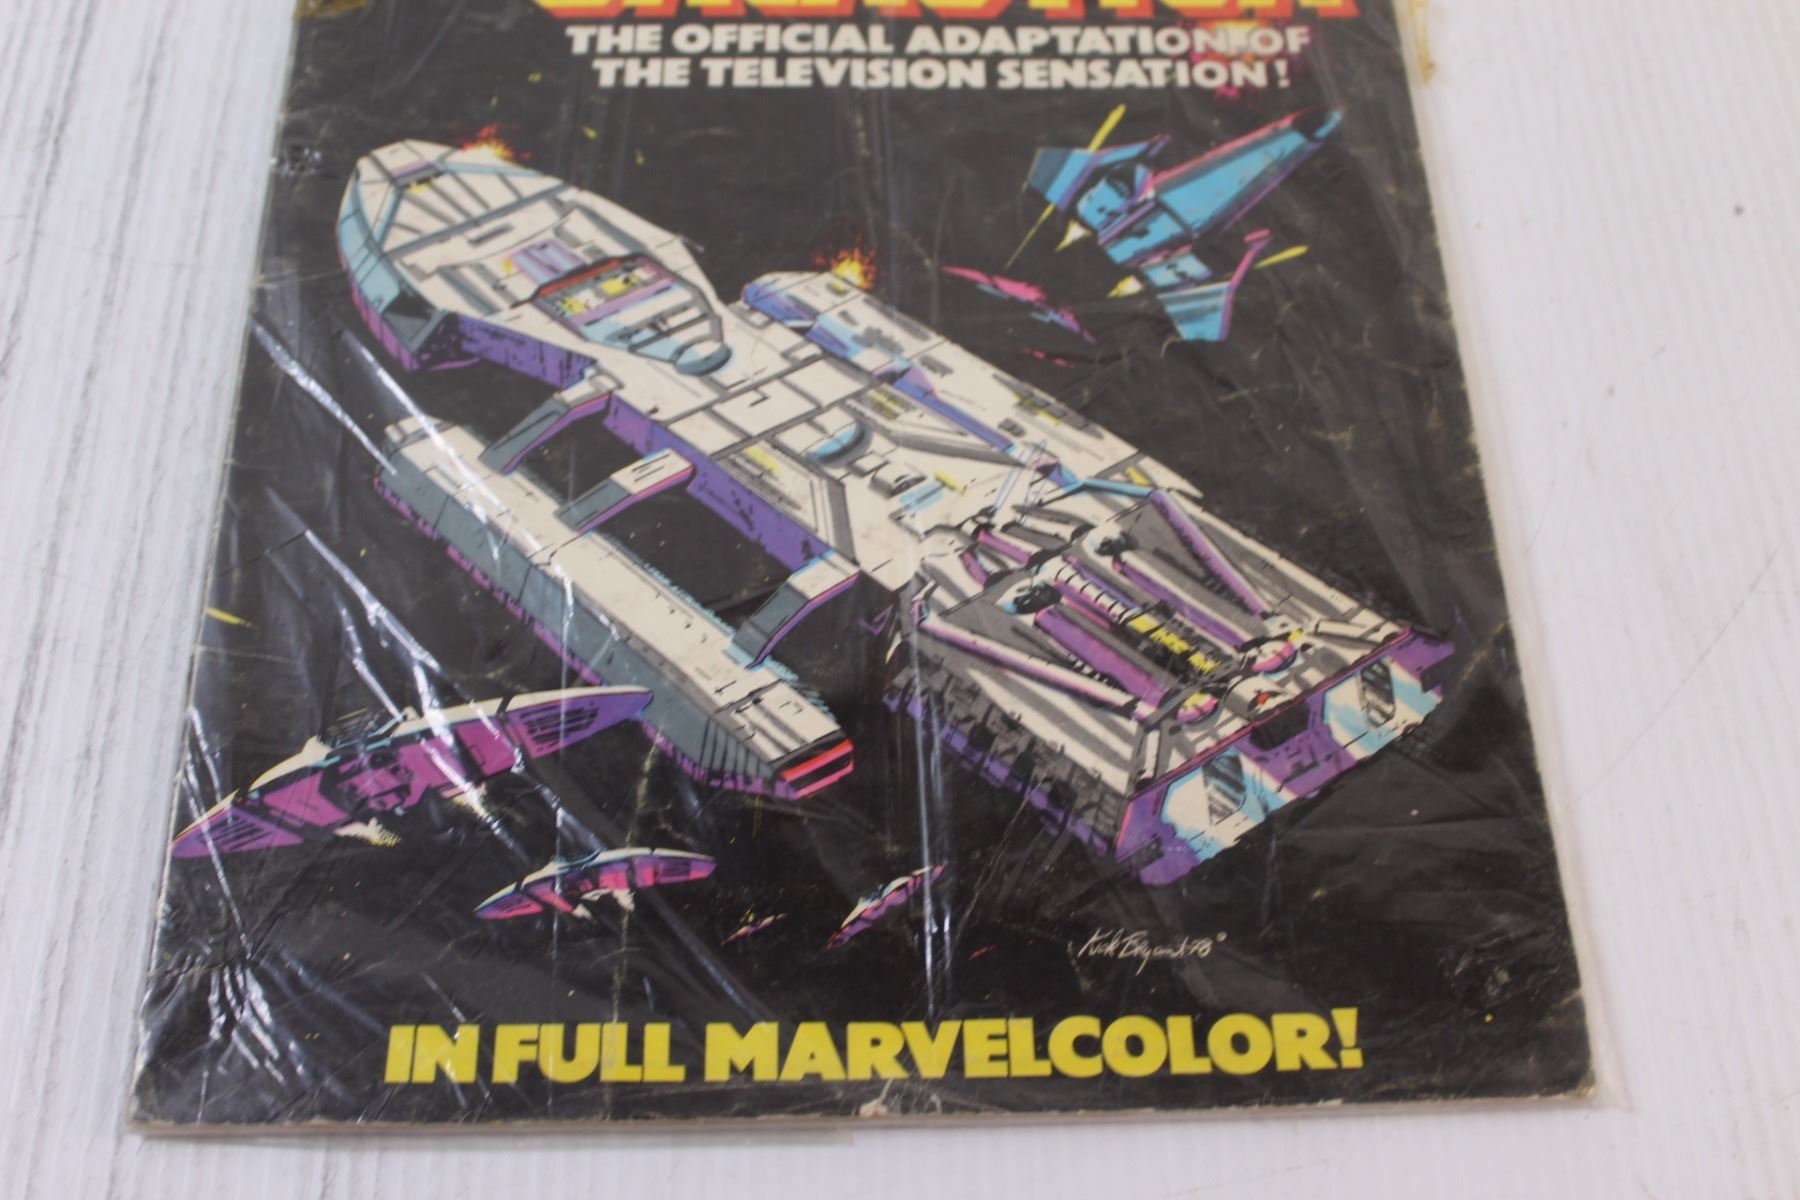 THE OFFICIAL ADAPTATION OF
THE TELEVISION SENSATION!
IN FULL MARVELCOLOR!